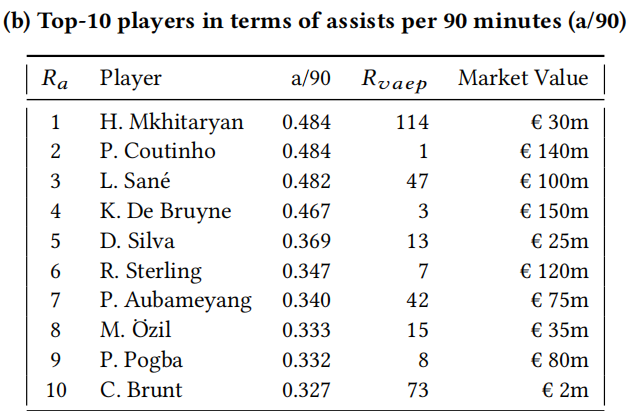 (b) Top-10 players in terms of assists per 90 minutes (a/90)
Ra Player a/90 Rvaep Market Value
1 H. Mkhitaryan 0.484 114 € 30m
2 P. Coutinho 0.484 1 € 140m
3 L. Sané 0.482 47 € 100m
4 K. De Bruyne 0.467 3 € 150m
5 D. Silva 0.369 13 € 25m
6 R. Sterling 0.347 7 € 120m
7 P. Aubameyang 0.340 42 € 75m
8 M. Özil 0.333 15 € 35m
9 P. Pogba 0.332 8 € 80m
10 C. Brunt 0.327 73 € 2m